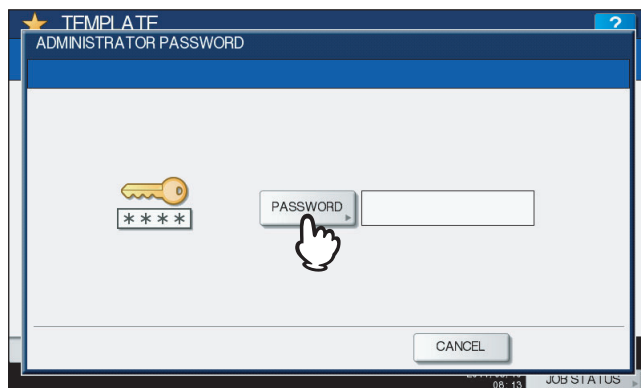 TEMPLATE ?
ADMINISTRATOR PASSWORD
PASSWORD
****
CANCEL
08:13
JOB STATUS